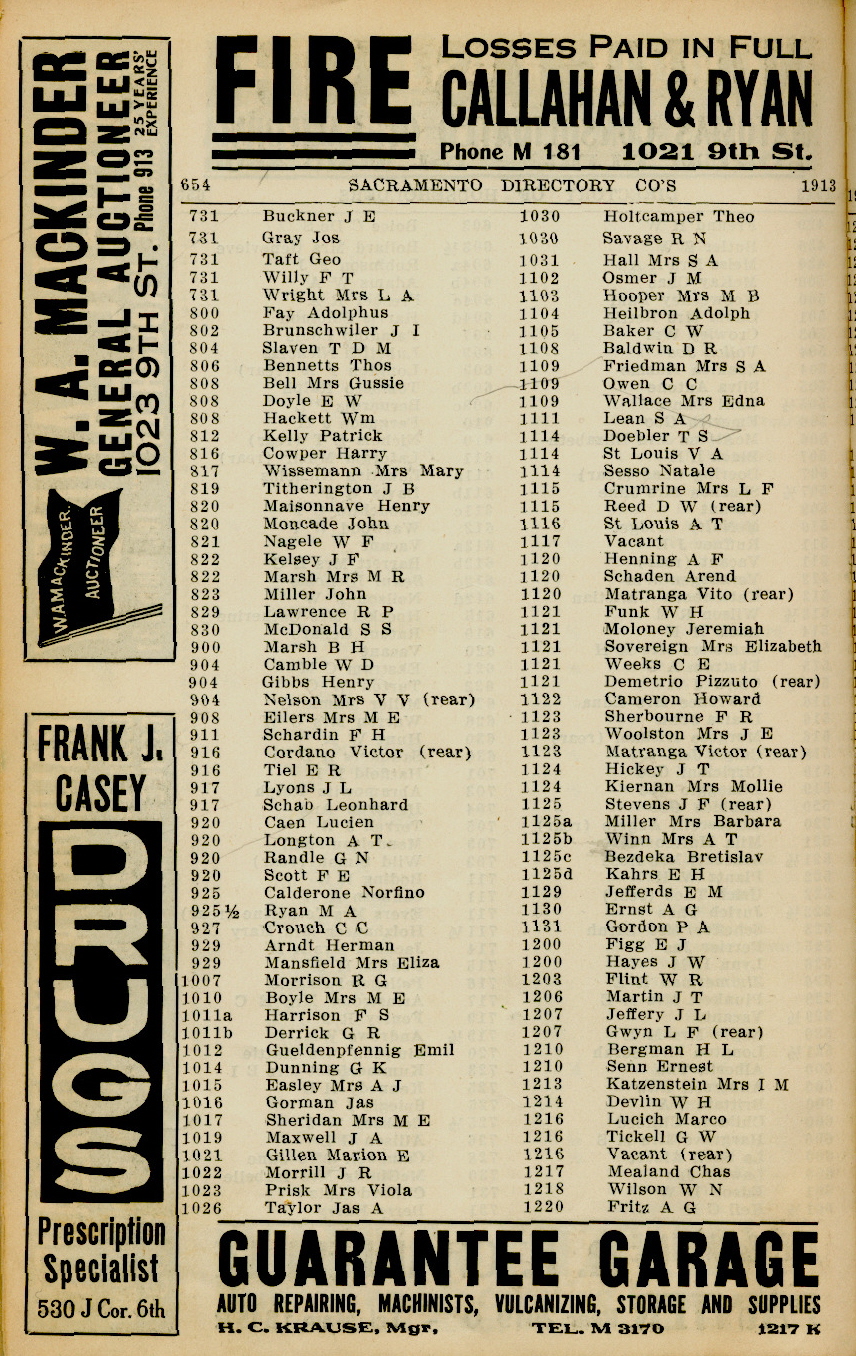 W. A. MACKINDER
GENERAL AUCTIONEER
25 YEARS' EXPERIENCE
1023 9TH ST. Phone 913
W.A.MACKINDER.
AUCTIONEER
FRANK J.
CASEY
DRUGS
Prescription
Specialist
530 J Cor. 6th
FIRE
LOSSES PAID IN FULL
CALLAHAN & RYAN
Phone M 181 1021 9th St.
654 SACRAMENTO DIRECTORY CO'S 1913
731 Buckner J E
731 Gray Jos
731 Taft Geo
731 Willy F T
731 Wright Mrs L A
800 Fay Adolphus
802 Brunschwiler J I
804 Slaven T D M
806 Bennetts Thos
808 Bell Mrs Gussie
808 Doyle E W
808 Hackett Wm
812 Kelly Patrick
816 Cowper Harry
817 Wissemann Mrs Mary
819 Titherington J B
820 Maisonnave Henry
820 Moncade John
821 Nagele W F
822 Kelsey J F
822 Marsh Mrs M R
823 Miller John
829 Lawrence R P
830 McDonald S S
900 Marsh B H
904 Camble W D
904 Gibbs Henry
904 Nelson Mrs V V (rear)
908 Eilers Mrs M E
911 Schardin F H
916 Cordano Victor (rear)
916 Tiel E R
917 Lyons J L
917 Schab Leonhard
920 Caen Lucien
920 Longton A T
920 Randle G N
920 Scott F E
925 Calderone Norfino
925½ Ryan M A
927 Crouch C C
929 Arndt Herman
929 Mansfield Mrs Eliza
1007 Morrison R G
1010 Boyle Mrs M E
1011a Harrison F S
1011b Derrick G R
1012 Gueldenpfennig Emil
1014 Dunning G K
1015 Easley Mrs A J
1016 Gorman Jas
1017 Sheridan Mrs M E
1019 Maxwell J A
1021 Gillen Marion E
1022 Morrill J R
1023 Prisk Mrs Viola
1026 Taylor Jas A
1030 Holtcamper Theo
1030 Savage R N
1031 Hall Mrs S A
1102 Osmer J M
1103 Hooper Mrs M B
1104 Heilbron Adolph
1105 Baker C W
1108 Baldwin D R
1109 Friedman Mrs S A
1109 Owen C C
1109 Wallace Mrs Edna
1111 Lean S A
1114 Doebler T S
1114 St Louis V A
1114 Sesso Natale
1115 Crumrine Mrs L F
1115 Reed D W (rear)
1116 St Louis A T
1117 Vacant
1120 Henning A F
1120 Schaden Arend
1120 Matranga Vito (rear)
1121 Funk W H
1121 Moloney Jeremiah
1121 Sovereign Mrs Elizabeth
1121 Weeks C E
1121 Demetrio Pizzuto (rear)
1122 Cameron Howard
1123 Sherbourne F R
1123 Woolston Mrs J E
1123 Matranga Victor (rear)
1124 Hickey J T
1124 Kiernan Mrs Mollie
1125 Stevens J F (rear)
1125a Miller Mrs Barbara
1125b Winn Mrs A T
1125c Bezdeka Bretislav
1125d Kahrs E H
1129 Jefferds E M
1130 Ernst A G
1131 Gordon P A
1200 Figg E J
1200 Hayes J W
1203 Flint W R
1206 Martin J T
1207 Jeffery J L
1207 Gwyn L F (rear)
1210 Bergman H L
1210 Senn Ernest
1213 Katzenstein Mrs I M
1214 Devlin W H
1216 Lucich Marco
1216 Tickell G W
1216 Vacant (rear)
1217 Mealand Chas
1218 Wilson W N
1220 Fritz A G
GUARANTEE GARAGE
AUTO REPAIRING, MACHINISTS, VULCANIZING, STORAGE AND SUPPLIES
H. C. KRAUSE, Mgr, TEL. M 3170 1217 K